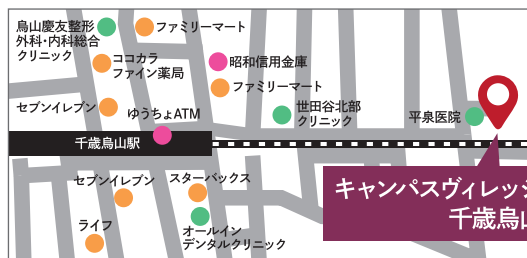 烏山慶友整形
外科・内科総合
クリニック
ファミリーマート
ココカラ
ファイン薬局
昭和信用金庫
ファミリーマート
セブンイレブン
ゆうちょATM
世田谷北部
クリニック
平泉医院
千歳烏山駅
セブンイレブン
スターバックス
キャンパスヴィレッジ
千歳烏山
ライフ
オールイン
デンタルクリニック